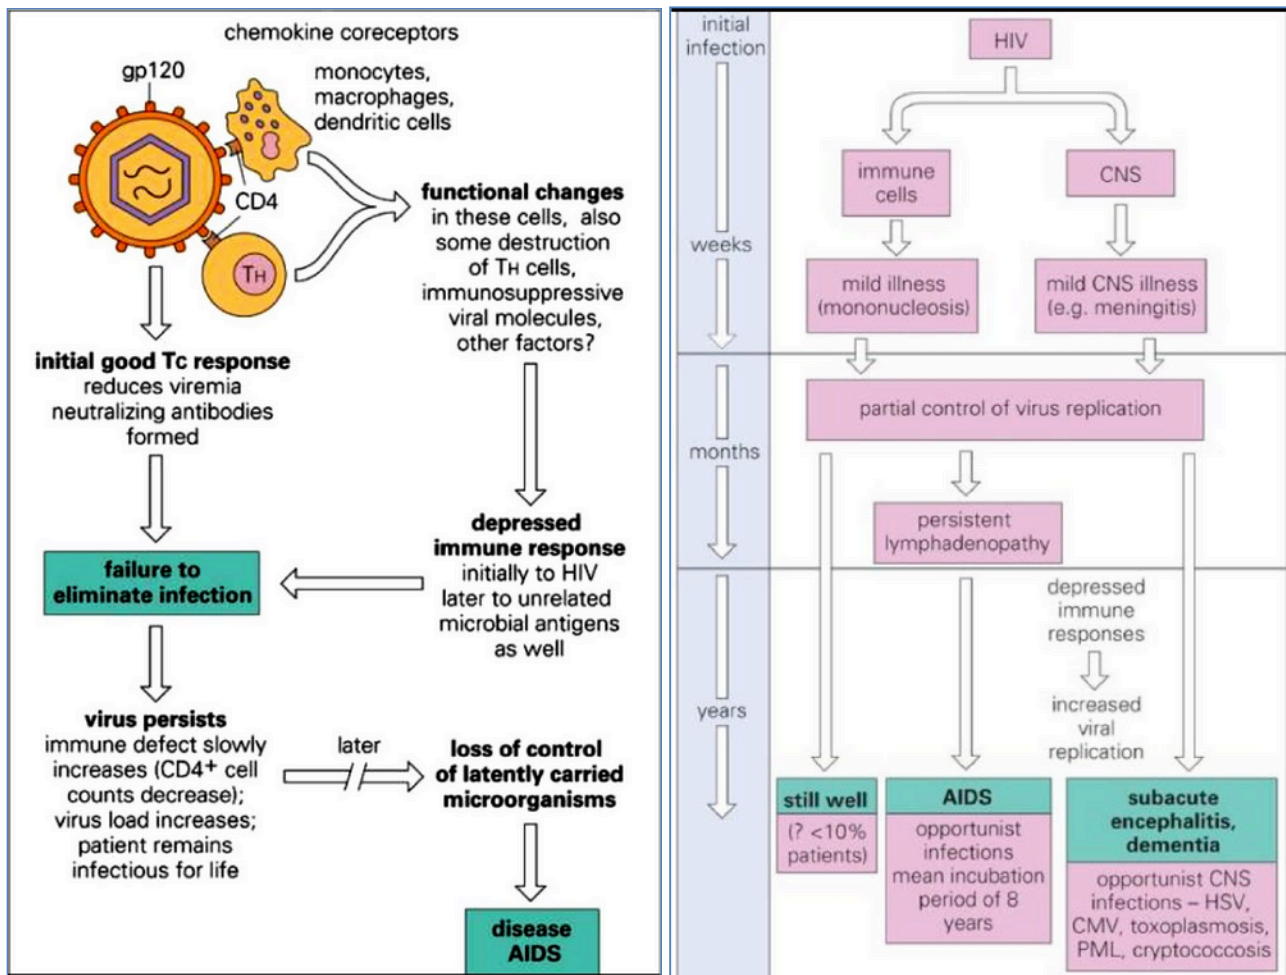 chemokine coreceptors
gp120
monocytes,
macrophages,
dendritic cells
CD4
TH
functional changes
in these cells, also
some destruction
of TH cells,
immunosuppressive
viral molecules,
other factors?
initial good TC response
reduces viremia
neutralizing antibodies
formed
depressed
immune response
initially to HIV
later to unrelated
microbial antigens
as well
failure to
eliminate infection
virus persists
immune defect slowly
increases (CD4+ cell
counts decrease);
virus load increases;
patient remains
infectious for life
later
loss of control
of latently carried
microorganisms
disease
AIDS
initial
infection
weeks
months
years
HIV
immune
cells
CNS
mild illness
(mononucleosis)
mild CNS illness
(e.g. meningitis)
partial control of virus replication
persistent
lymphadenopathy
depressed
immune
responses
increased
viral
replication
still well
(? <10%
patients)
AIDS
opportunist
infections
mean incubation
period of 8
years
subacute
encephalitis,
dementia
opportunist CNS
infections – HSV,
CMV, toxoplasmosis,
PML, cryptococcosis